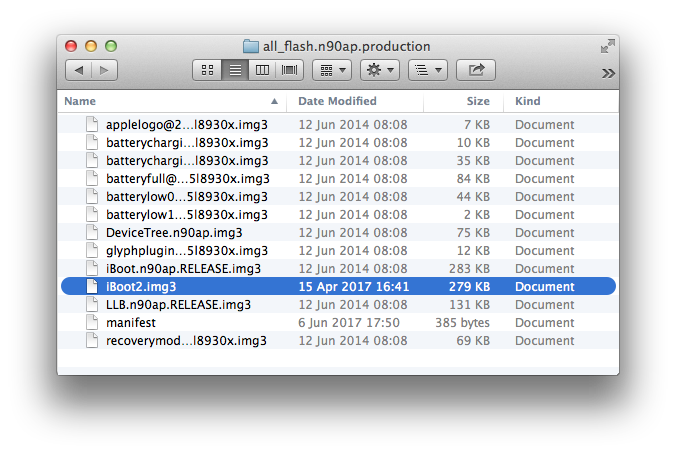 all_flash.n90ap.production
Name Date Modified Size Kind
applelogo@2...l8930x.img3 12 Jun 2014 08:08 7 KB Document
batterychargi... 12 Jun 2014 08:08 10 KB Document
batterychargi...l8930x.img3 12 Jun 2014 08:08 35 KB Document
batteryfull@...5l8930x.img3 12 Jun 2014 08:08 84 KB Document
batterylow0...5l8930x.img3 12 Jun 2014 08:08 44 KB Document
batterylow1...5l8930x.img3 12 Jun 2014 08:08 2 KB Document
DeviceTree.n90ap.img3 12 Jun 2014 08:08 75 KB Document
glyphplugin...5l8930x.img3 12 Jun 2014 08:08 12 KB Document
iBoot.n90ap.RELEASE.img3 12 Jun 2014 08:08 283 KB Document
iBoot2.img3 15 Apr 2017 16:41 279 KB Document
LLB.n90ap.RELEASE.img3 12 Jun 2014 08:08 131 KB Document
manifest 6 Jun 2017 17:50 385 bytes Document
recoverymod...l8930x.img3 12 Jun 2014 08:08 69 KB Document